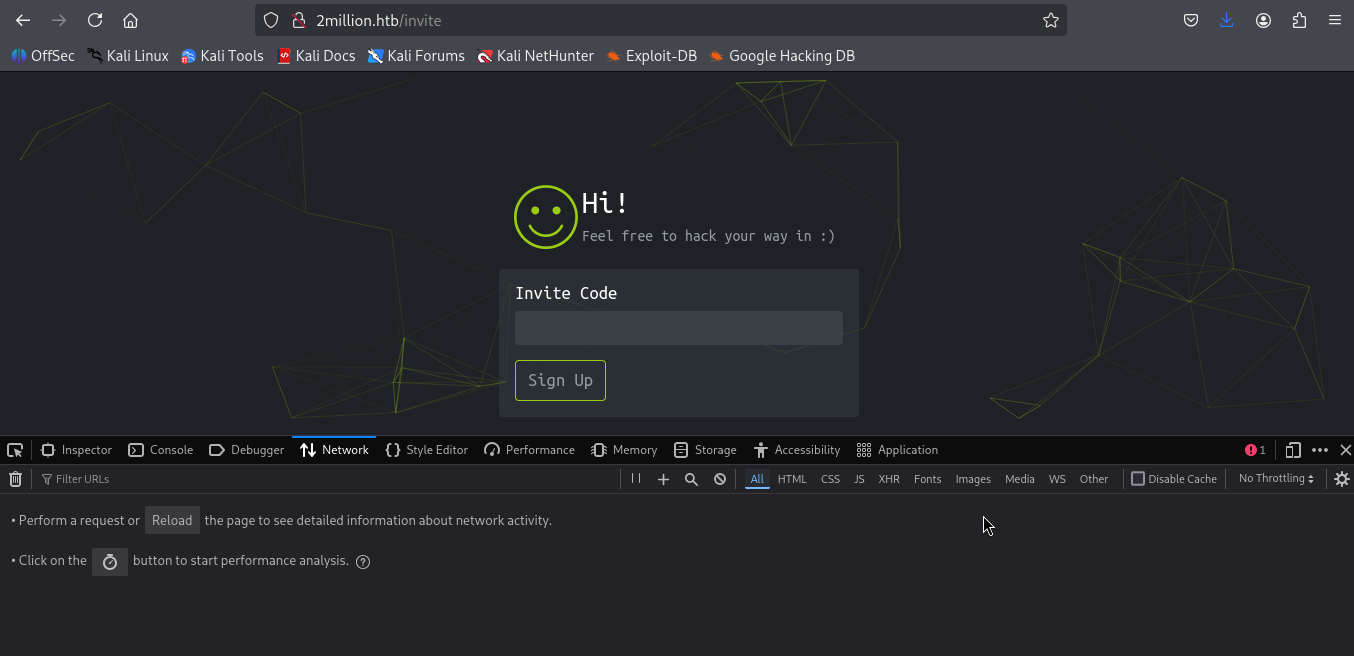 2million.htb/invite
OffSec Kali Linux Kali Tools Kali Docs Kali Forums Kali NetHunter Exploit-DB Google Hacking DB
Hi!
Feel free to hack your way in :)
Invite Code
Sign Up
Inspector Console Debugger Network Style Editor Performance Memory Storage Accessibility Application 1
Filter URLs All HTML CSS JS XHR Fonts Images Media WS Other Disable Cache No Throttling
• Perform a request or Reload the page to see detailed information about network activity.
• Click on the button to start performance analysis. ?